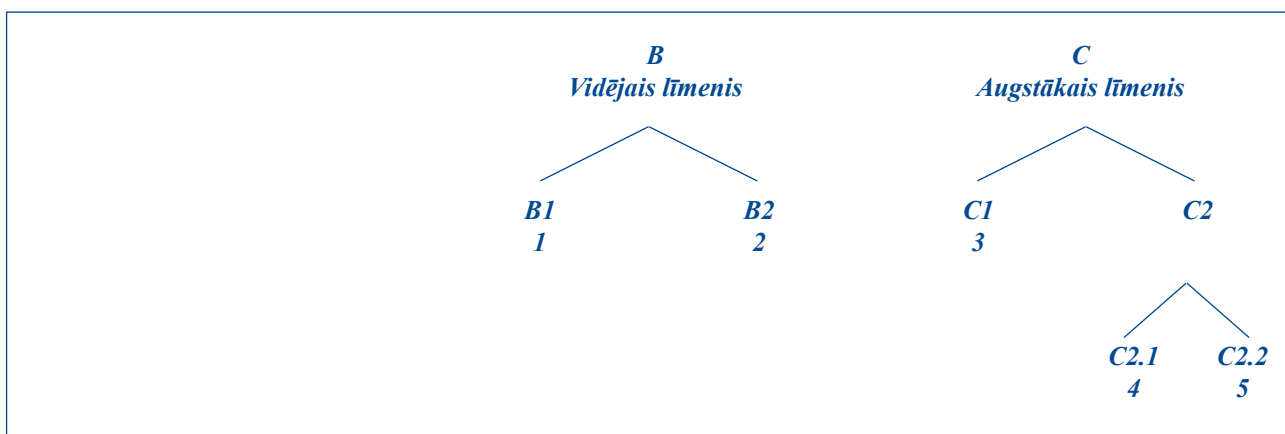 B
Vidējais līmenis
C
Augstākais līmenis
B1
1
B2
2
C1
3
C2
C2.1
4
C2.2
5